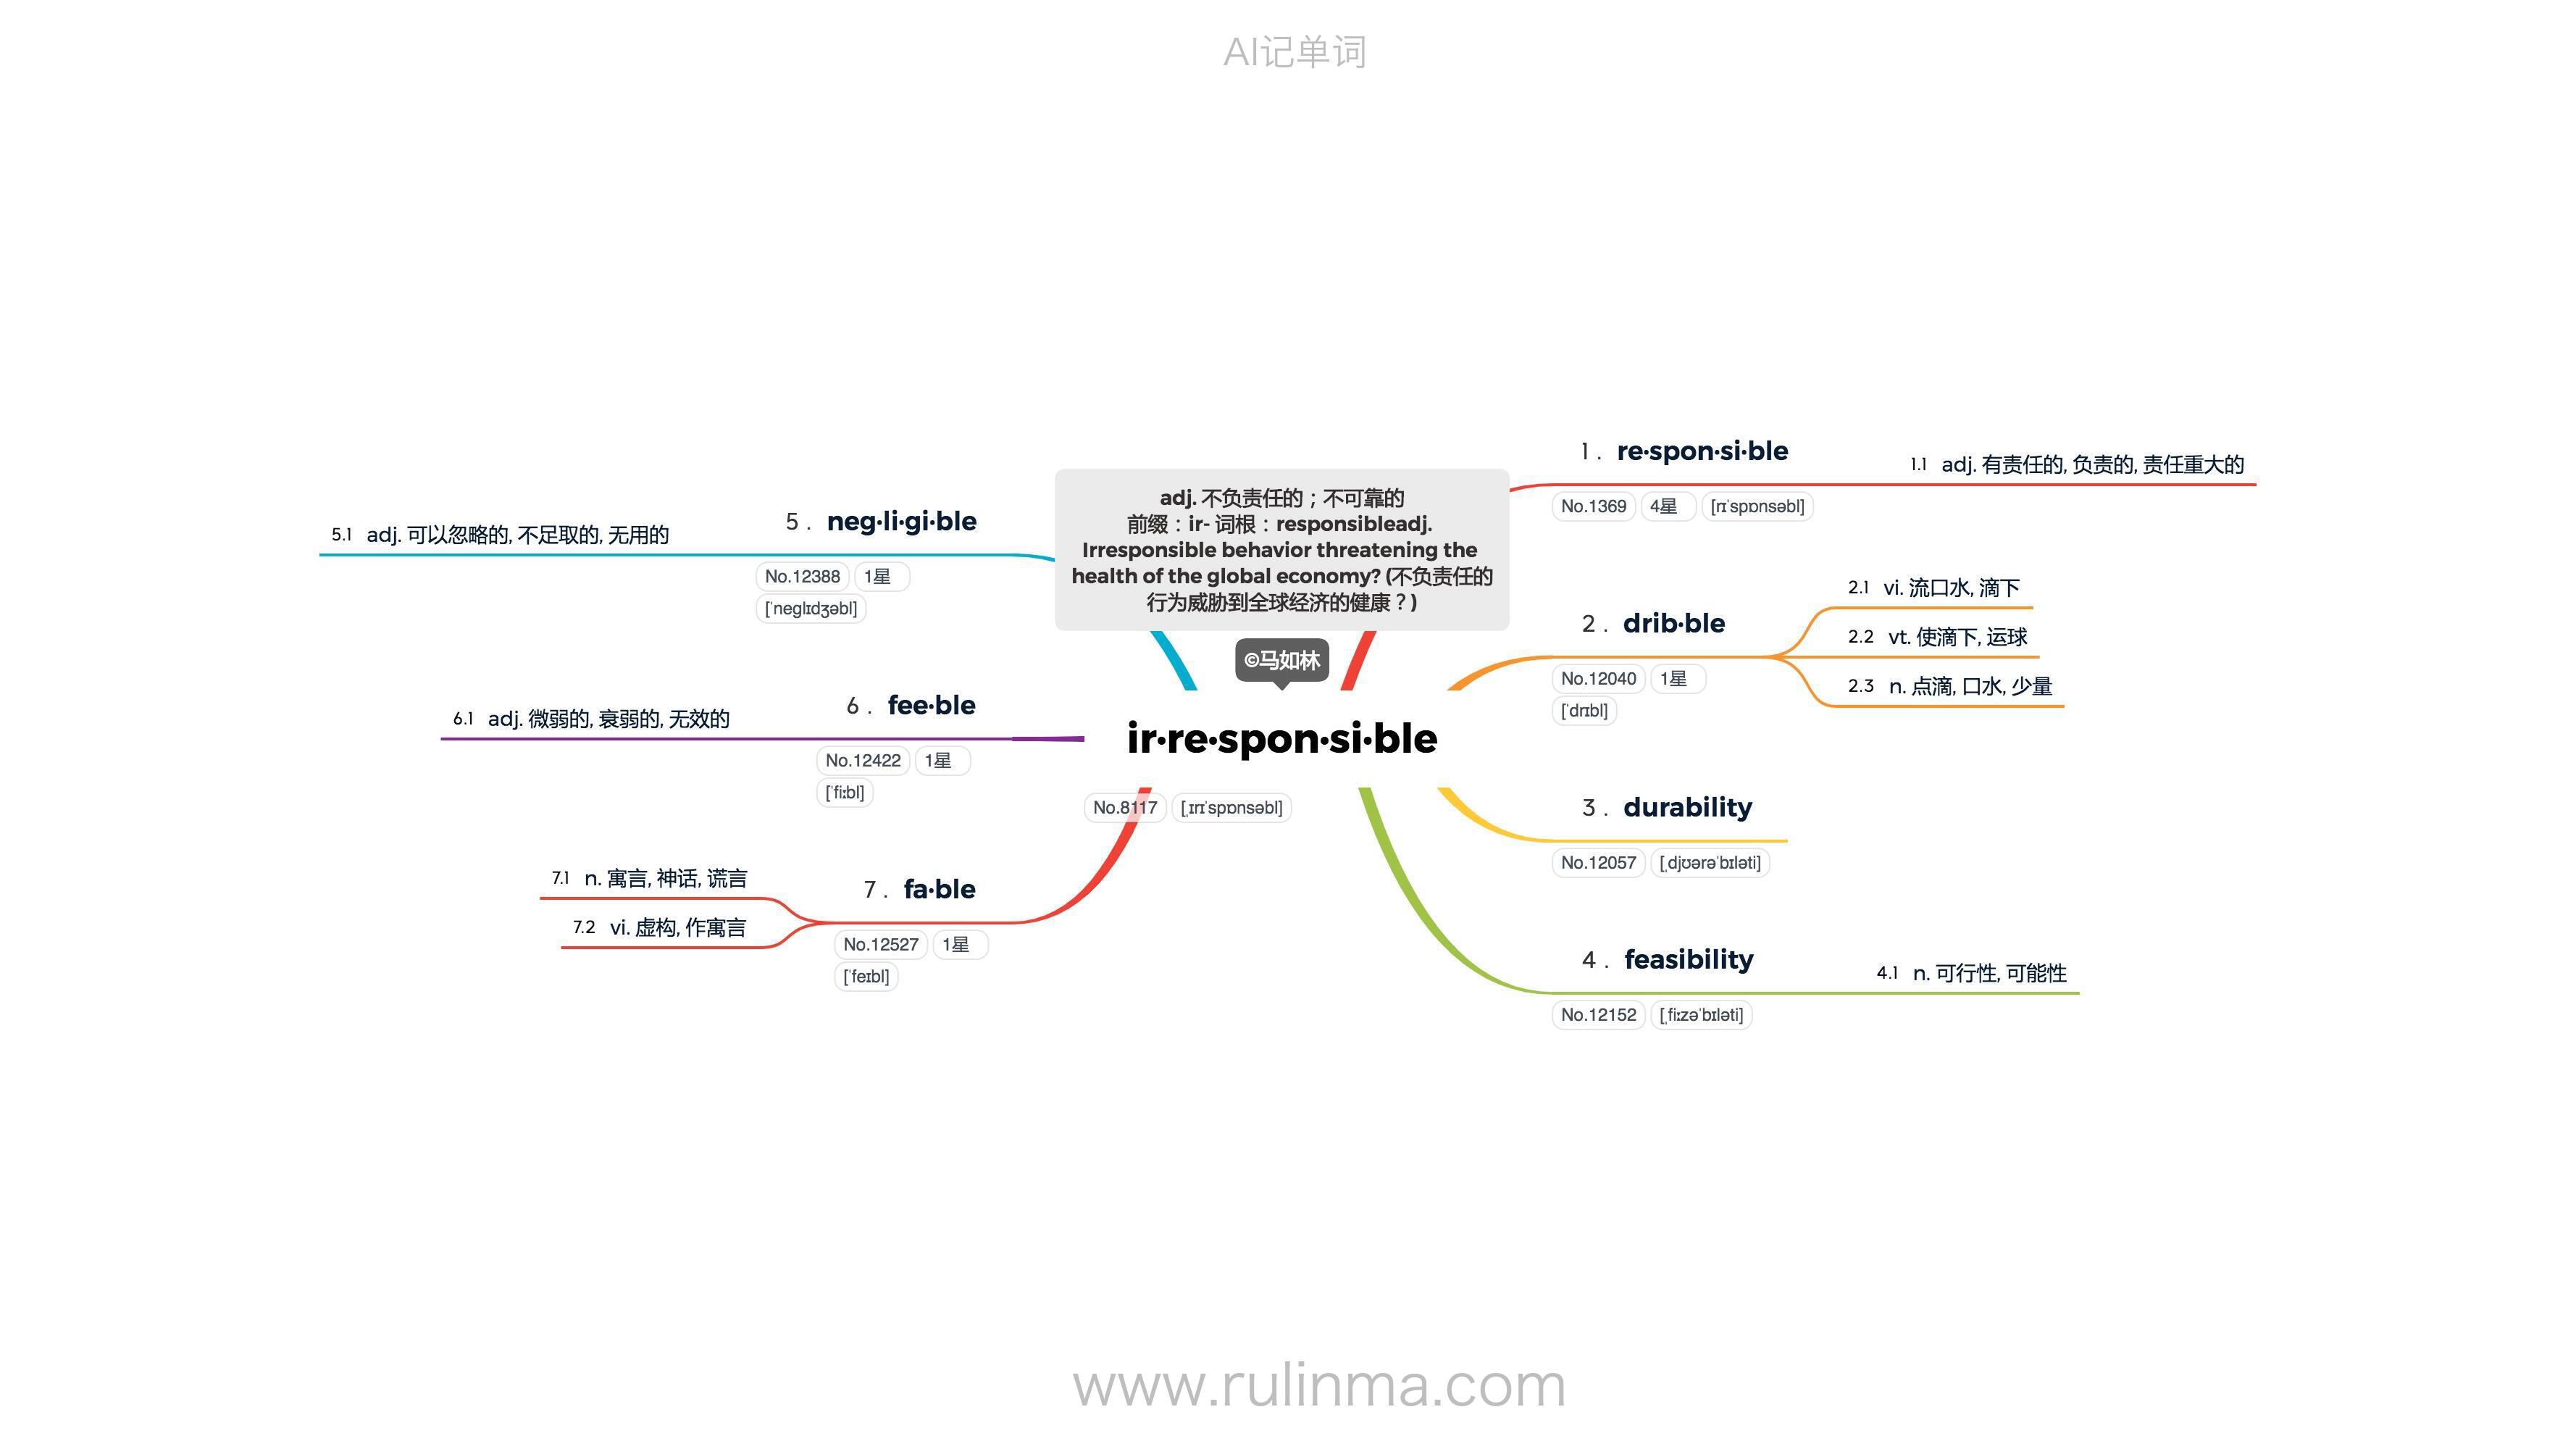 AI记单词
adj. 不负责任的；不可靠的
前缀：ir- 词根：responsibleadj.
Irresponsible behavior threatening the
health of the global economy? (不负责任的
行为威胁到全球经济的健康？)
©马如林
ir·re·spon·si·ble
No.8117 [ˌɪrɪˈspɒnsəbl]
1. re·spon·si·ble
No.1369 4星 [rɪˈspɒnsəbl]
1.1 adj. 有责任的, 负责的, 责任重大的
2. drib·ble
No.12040 1星
[ˈdrɪbl]
2.1 vi. 流口水, 滴下
2.2 vt. 使滴下, 运球
2.3 n. 点滴, 口水, 少量
3. durability
No.12057 [ˌdjʊərəˈbɪləti]
4. feasibility
No.12152 [ˌfiːzəˈbɪləti]
4.1 n. 可行性, 可能性
5. neg·li·gi·ble
No.12388 1星
[ˈneglɪdʒəbl]
5.1 adj. 可以忽略的, 不足取的, 无用的
6. fee·ble
No.12422 1星
[ˈfiːbl]
6.1 adj. 微弱的, 衰弱的, 无效的
7. fa·ble
No.12527 1星
[ˈfeɪbl]
7.1 n. 寓言, 神话, 谎言
7.2 vi. 虚构, 作寓言
www.rulinma.com